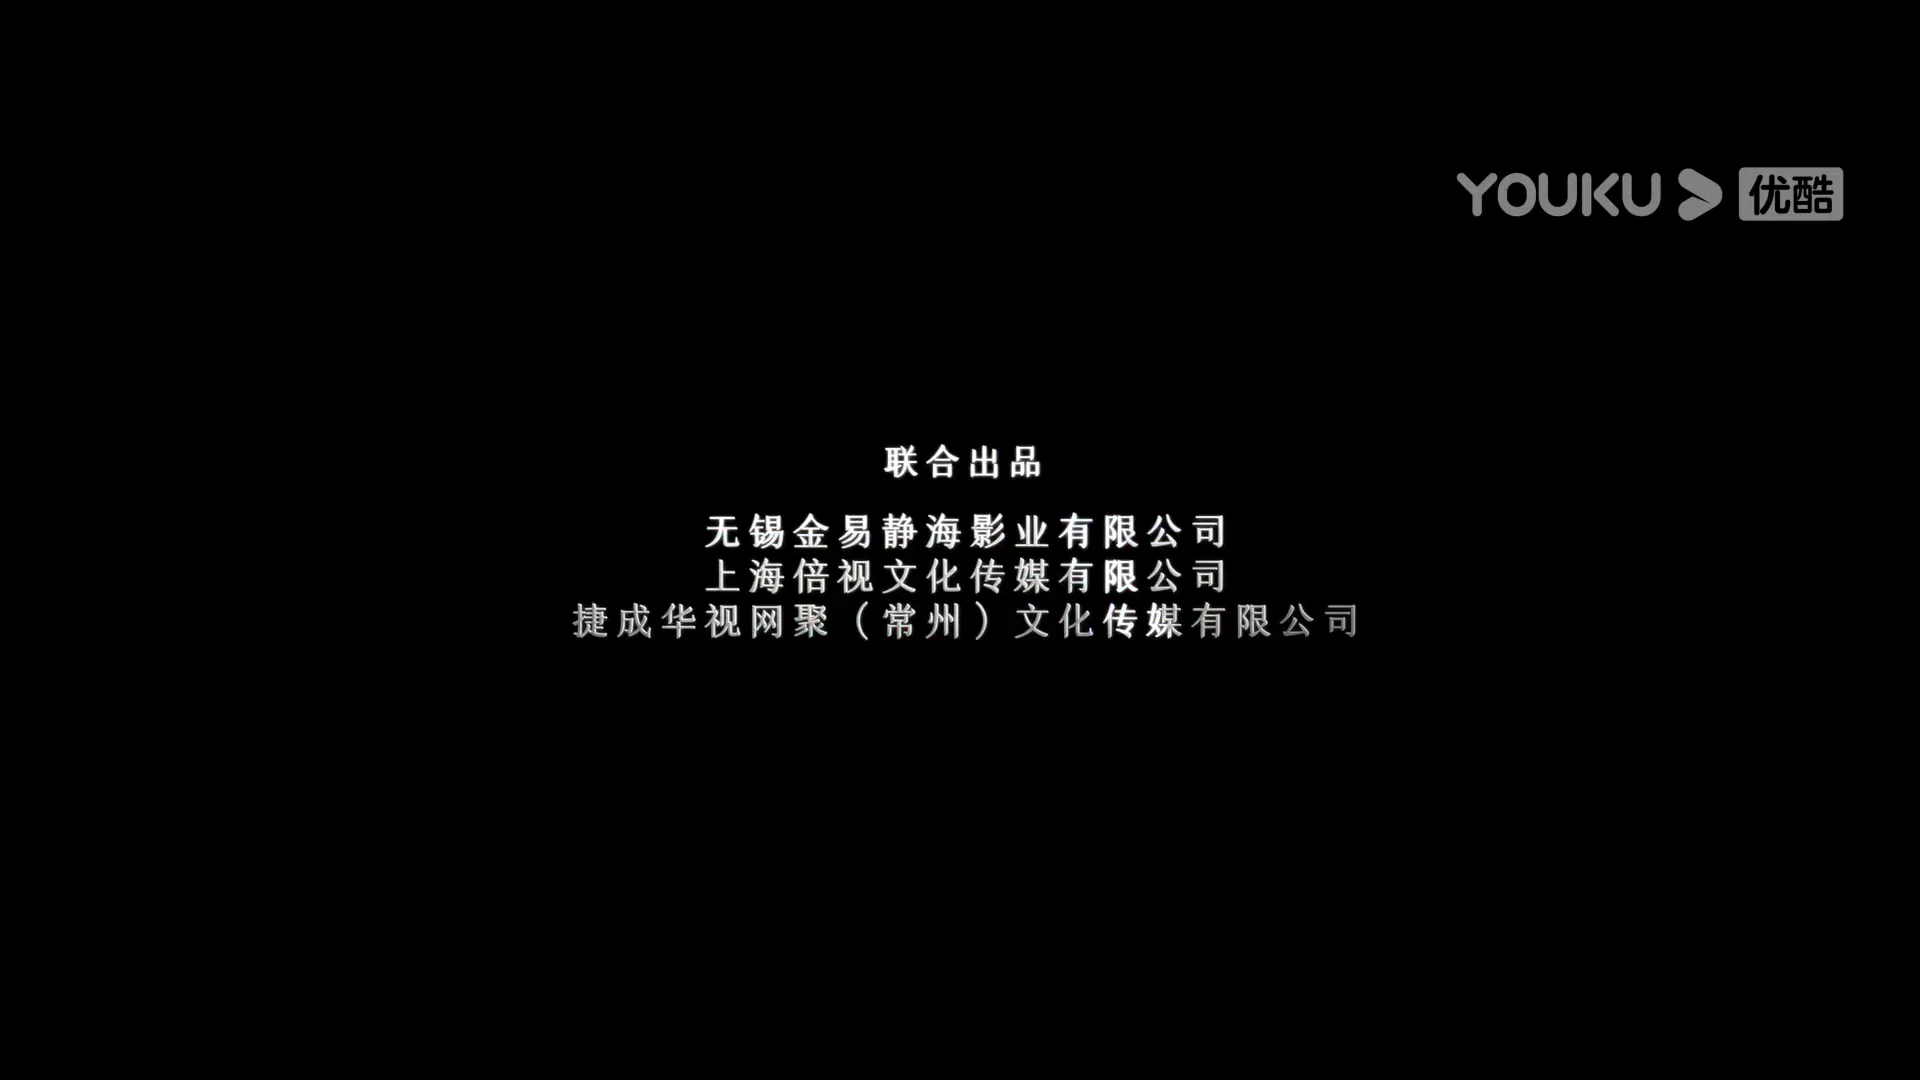 YOUKU 优酷
联合出品
无锡金易静海影业有限公司
上海倍视文化传媒有限公司
捷成华视网聚（常州）文化传媒有限公司